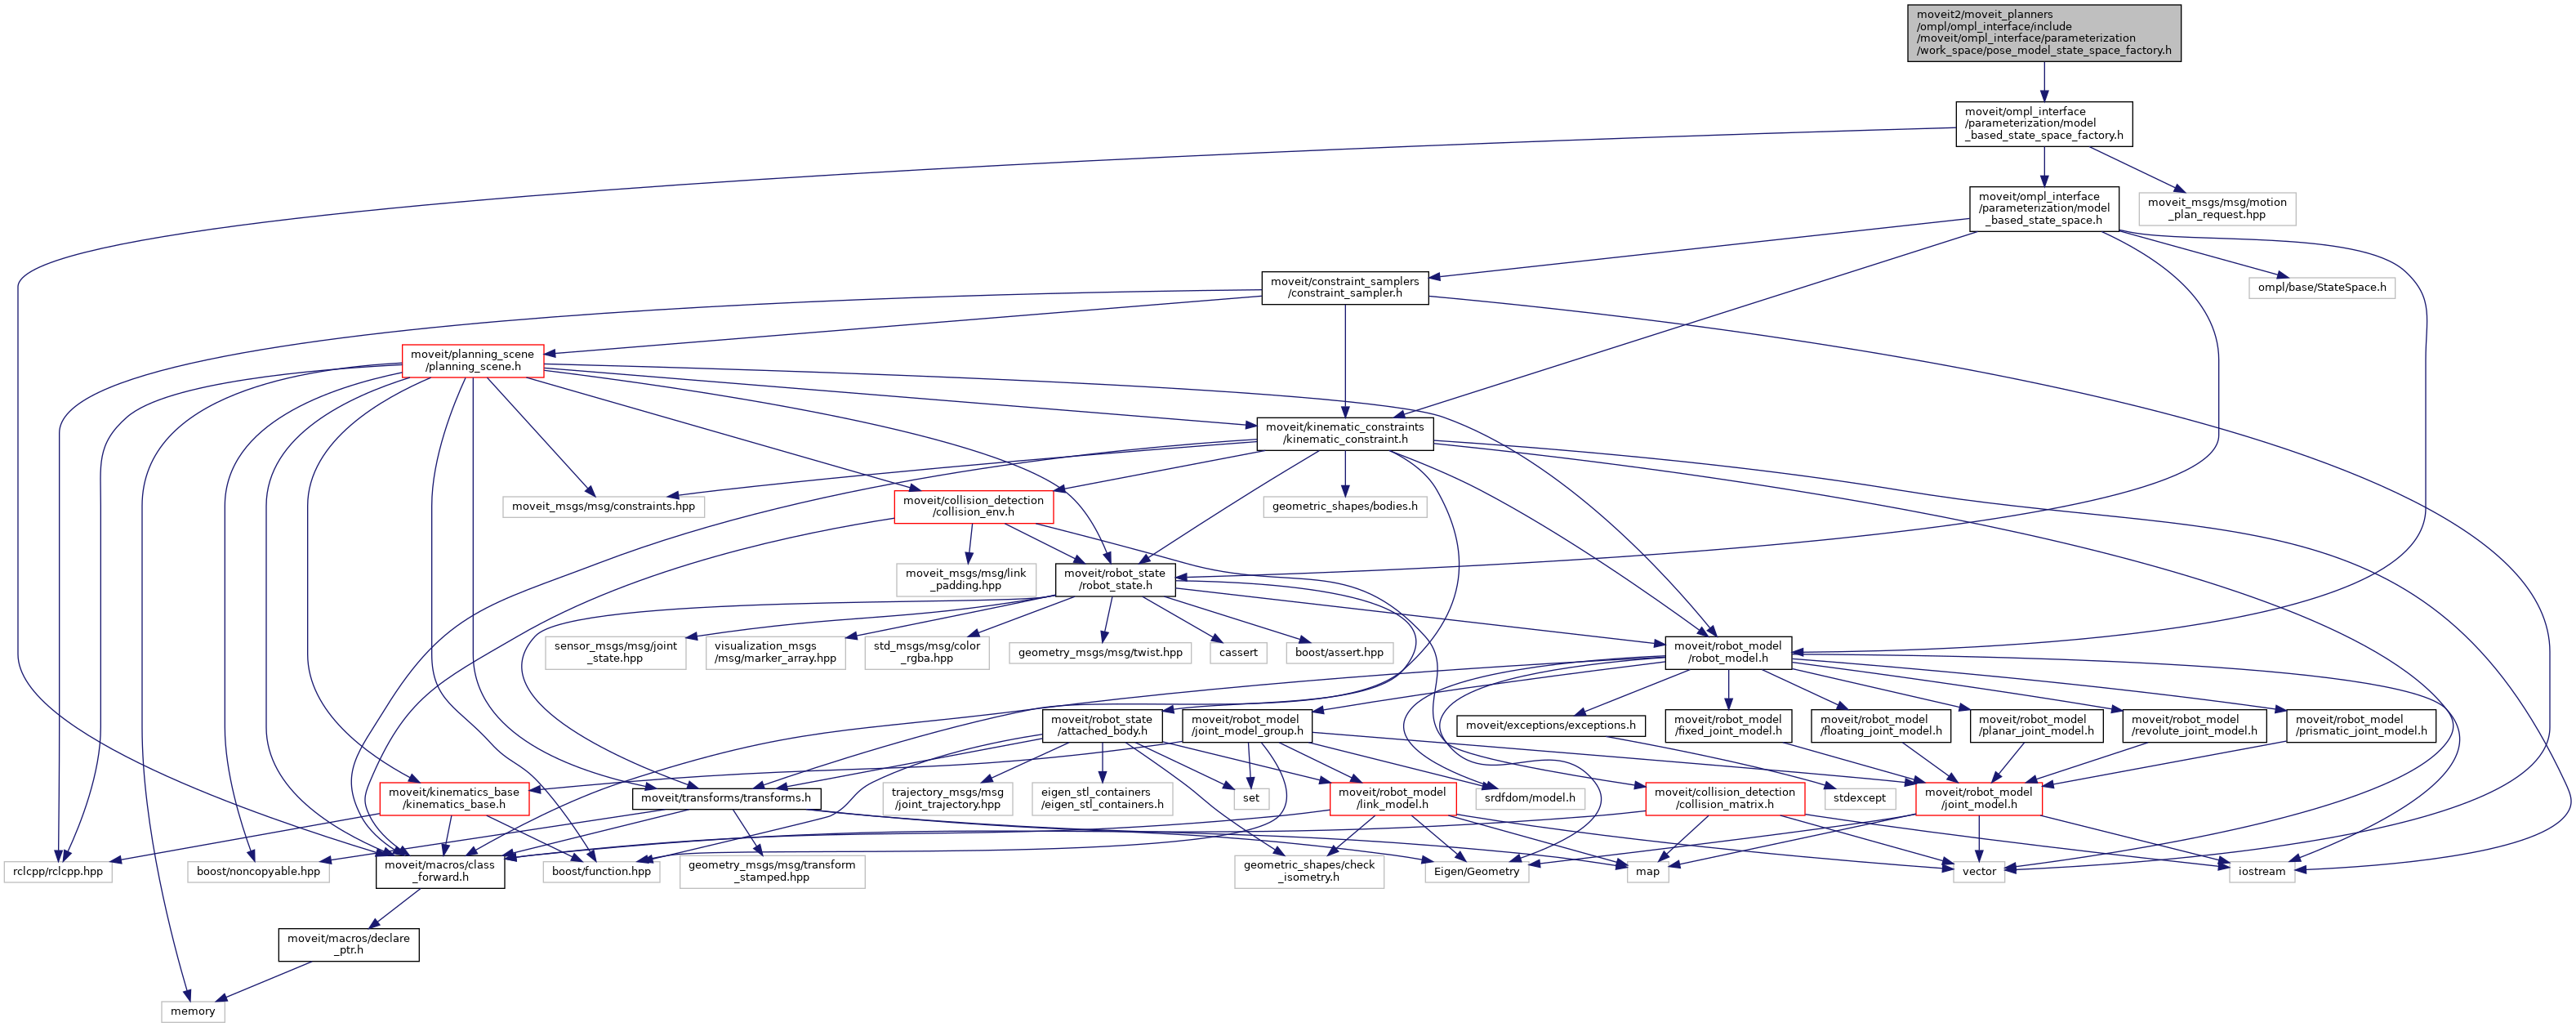 moveit2/moveit_planners
/ompl/ompl_interface/include
/moveit/ompl_interface/parameterization
/work_space/pose_model_state_space_factory.h
moveit/ompl_interface
/parameterization/model
_based_state_space_factory.h
moveit/ompl_interface
/parameterization/model
_based_state_space.h
moveit_msgs/msg/motion
_plan_request.hpp
moveit/constraint_samplers
/constraint_sampler.h
ompl/base/StateSpace.h
moveit/planning_scene
/planning_scene.h
moveit/kinematic_constraints
/kinematic_constraint.h
moveit_msgs/msg/constraints.hpp
moveit/collision_detection
/collision_env.h
geometric_shapes/bodies.h
moveit_msgs/msg/link
_padding.hpp
moveit/robot_state
/robot_state.h
sensor_msgs/msg/joint
_state.hpp
visualization_msgs
/msg/marker_array.hpp
std_msgs/msg/color
_rgba.hpp
geometry_msgs/msg/twist.hpp
cassert
boost/assert.hpp
moveit/robot_model
/robot_model.h
moveit/robot_state
/attached_body.h
moveit/robot_model
/joint_model_group.h
moveit/exceptions/exceptions.h
moveit/robot_model
/fixed_joint_model.h
moveit/robot_model
/floating_joint_model.h
moveit/robot_model
/planar_joint_model.h
moveit/robot_model
/revolute_joint_model.h
moveit/robot_model
/prismatic_joint_model.h
moveit/kinematics_base
/kinematics_base.h
moveit/transforms/transforms.h
trajectory_msgs/msg
/joint_trajectory.hpp
eigen_stl_containers
/eigen_stl_containers.h
set
moveit/robot_model
/link_model.h
srdfdom/model.h
moveit/collision_detection
/collision_matrix.h
stdexcept
moveit/robot_model
/joint_model.h
rclcpp/rclcpp.hpp
boost/noncopyable.hpp
moveit/macros/class
_forward.h
boost/function.hpp
geometry_msgs/msg/transform
_stamped.hpp
geometric_shapes/check
_isometry.h
Eigen/Geometry
map
vector
iostream
moveit/macros/declare
_ptr.h
memory